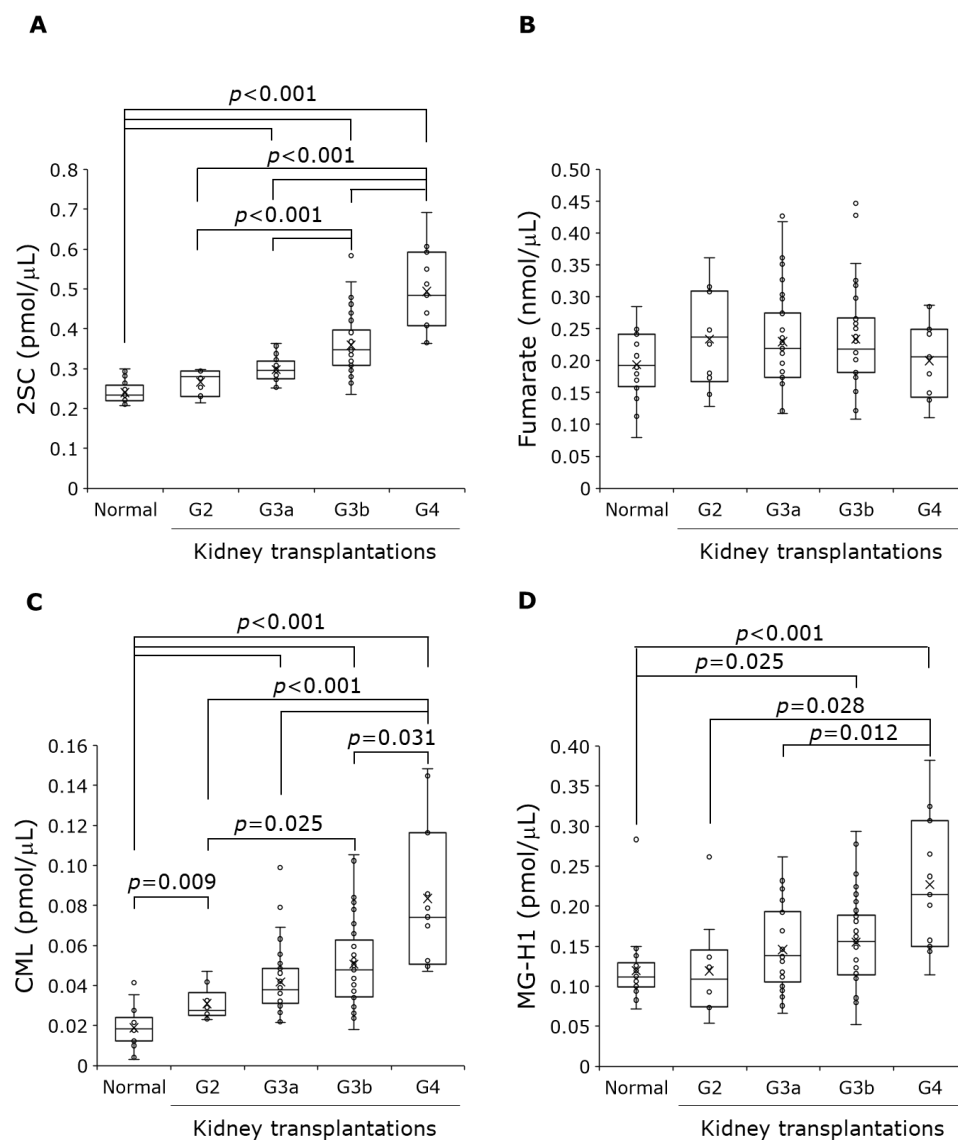 A
p<0.001
p<0.001
p<0.001
2SC (pmol/μL)
0.8
0.7
0.6
0.5
0.4
0.3
0.2
0.1
0
Normal G2 G3a G3b G4
Kidney transplantations
B
Fumarate (nmol/μL)
0.50
0.45
0.40
0.35
0.30
0.25
0.20
0.15
0.10
0.05
0
Normal G2 G3a G3b G4
Kidney transplantations
C
p<0.001
p<0.001
p=0.031
p=0.025
p=0.009
CML (pmol/μL)
0.16
0.14
0.12
0.10
0.08
0.06
0.04
0.02
0
Normal G2 G3a G3b G4
Kidney transplantations
D
p<0.001
p=0.025
p=0.028
p=0.012
MG-H1 (pmol/μL)
0.40
0.35
0.30
0.25
0.20
0.15
0.10
0.05
0
Normal G2 G3a G3b G4
Kidney transplantations